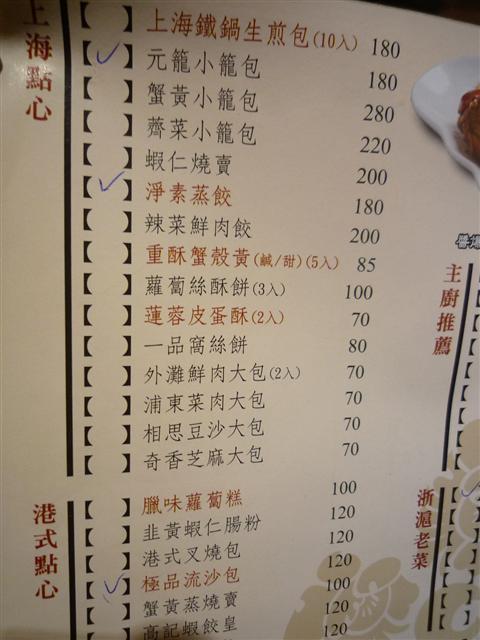 上海點心
【 】上海鐵鍋生煎包(10入) 180
【 】元籠小籠包 180
【 】蟹黃小籠包 280
【 】薺菜小籠包 220
【 】蝦仁燒賣 200
【 】淨素蒸餃 180
【 】辣菜鮮肉餃 200
【 】重酥蟹殼黃(鹹/甜)(5入) 85
【 】蘿蔔絲酥餅(3入) 100
【 】蓮蓉皮蛋酥(2入) 70
【 】一品窩絲餅 80
【 】外灘鮮肉大包(2入) 70
【 】浦東菜肉大包 70
【 】相思豆沙大包 70
【 】奇香芝麻大包 70
港式點心
【 】臘味蘿蔔糕 100
【 】韭黃蝦仁腸粉 120
【 】港式叉燒包 120
【 】極品流沙包 120
【 】蟹黃蒸燒賣 100
【 】高記蝦餃皇 120
120
主廚推薦
浙滬老菜